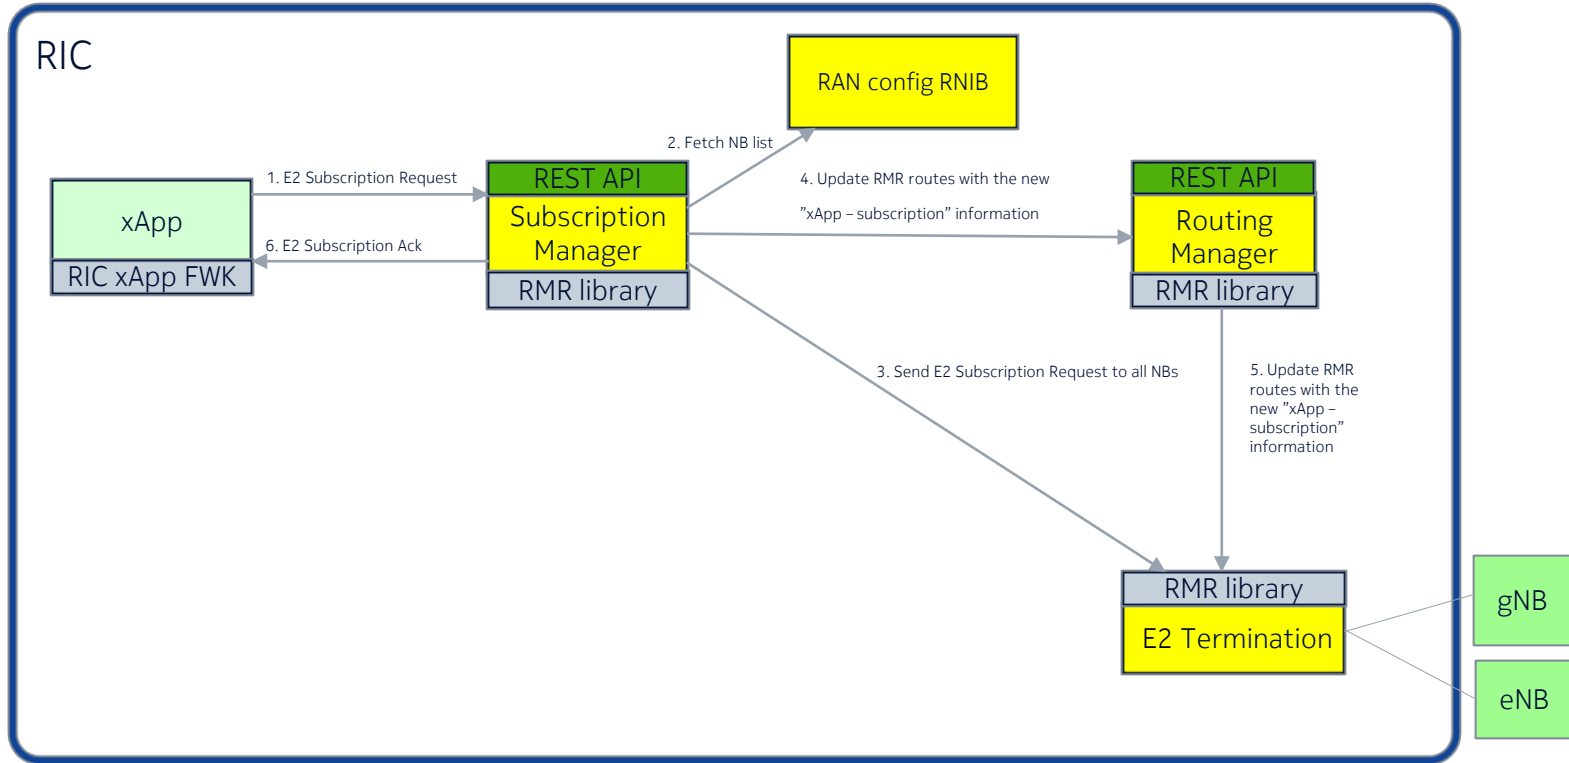 RIC
RAN config RNIB
2. Fetch NB list
1. E2 Subscription Request
REST API
Subscription
Manager
RMR library
xApp
RIC xApp FWK
6. E2 Subscription Ack
4. Update RMR routes with the new
”xApp – subscription” information
REST API
Routing
Manager
RMR library
3. Send E2 Subscription Request to all NBs
5. Update RMR
routes with the
new ”xApp –
subscription”
information
RMR library
E2 Termination
gNB
eNB